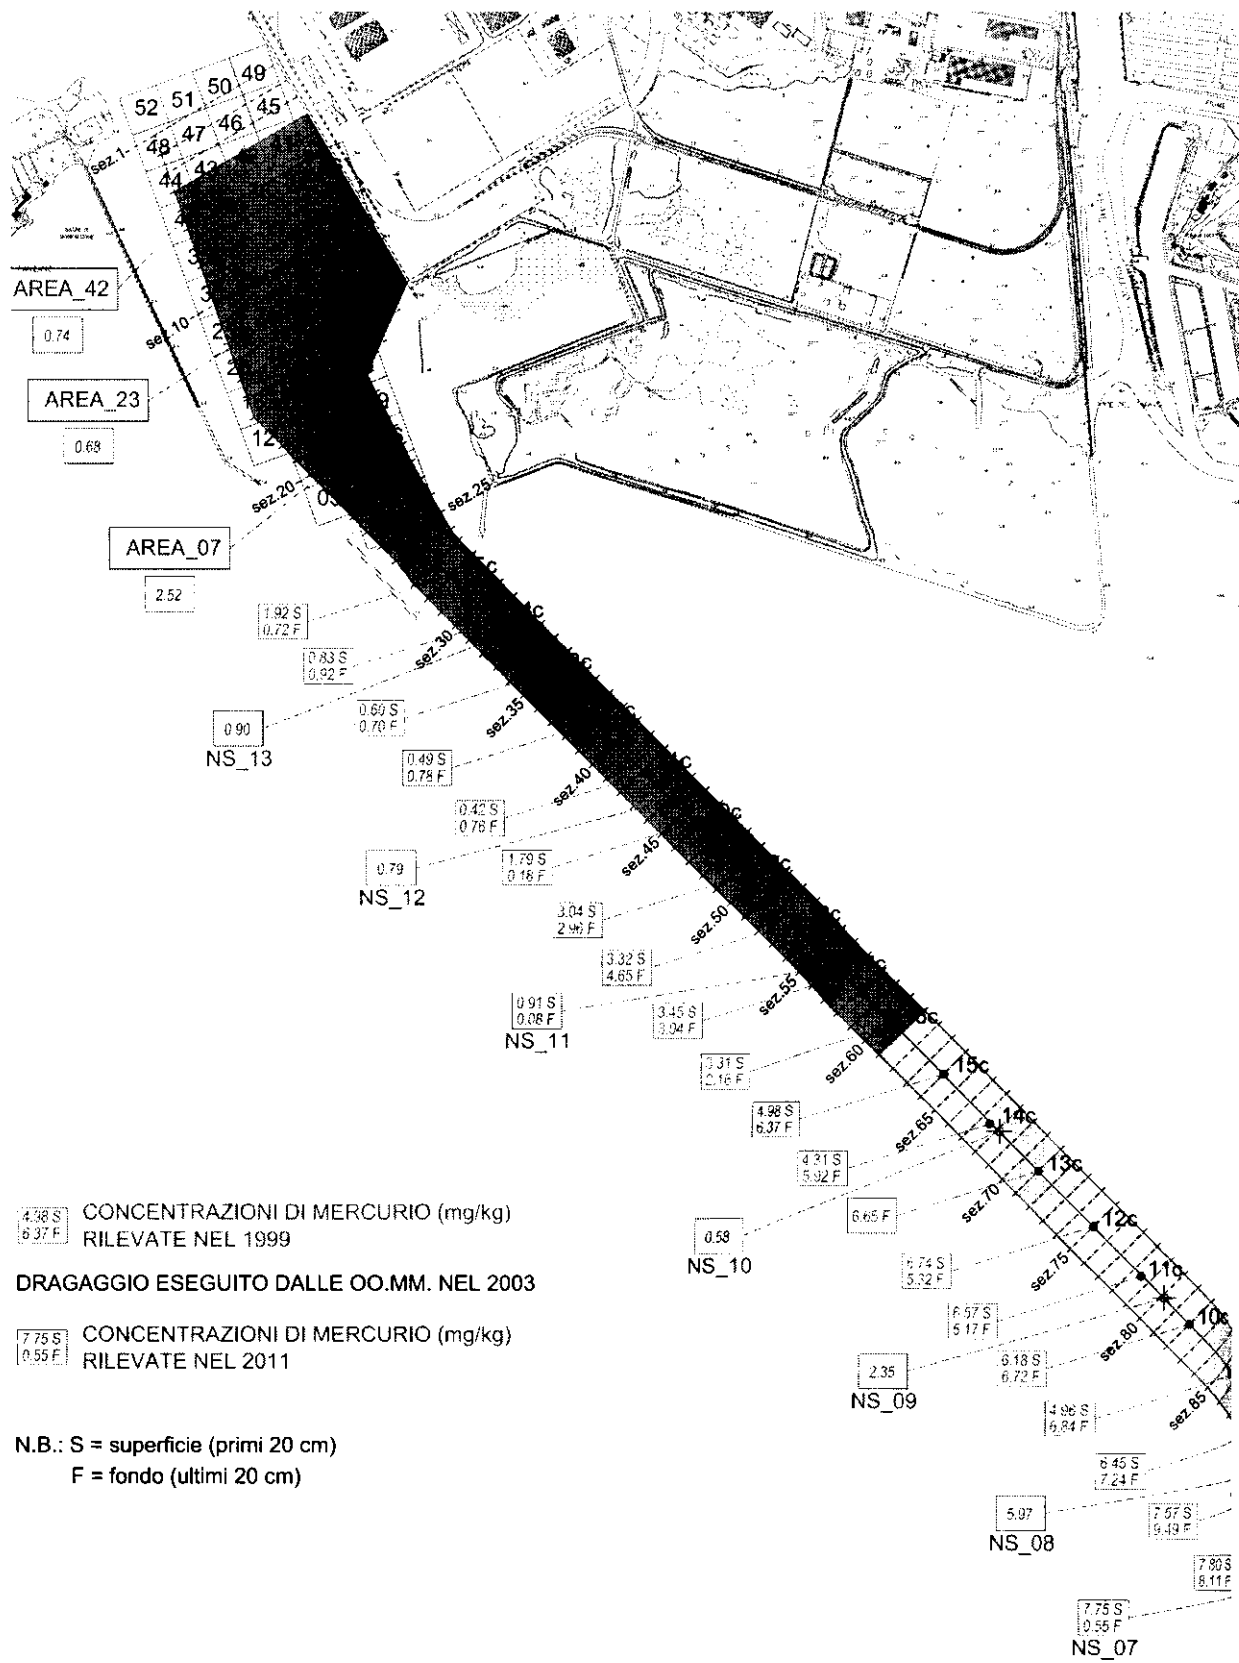 49
50
51
52
45
46
47
48
44
sez.1
AREA_42
0.74
sez.10
AREA_23
0.68
12
sez.20
sez.25
AREA_07
2.52
1.92 S
0.72 F
sez.30
0.83 S
0.92 F
0.90
NS_13
0.60 S
0.70 F
sez.35
0.49 S
0.78 F
sez.40
0.42 S
0.76 F
0.79
NS_12
1.79 S
0.18 F
sez.45
3.04 S
2.96 F
sez.50
3.32 S
4.65 F
sez.55
0.91 S
0.08 F
NS_11
3.45 S
sez.60
15c
4.98 S
6.37 F
sez.65
14c
4.31 S
5.92 F
13c
sez.70
6.65 F
0.58
NS_10
12c
sez.75
6.74 S
5.32 F
11c
6.57 S
5.17 F
10c
sez.80
6.18 S
6.72 F
2.35
NS_09
sez.85
4.96 S
6.84 F
6.45 S
7.24 F
5.97
NS_08
7.57 S
9.49 F
7.80 S
8.11 F
7.75 S
0.55 F
NS_07
4.98 S
6.37 F
CONCENTRAZIONI DI MERCURIO (mg/kg)
RILEVATE NEL 1999
DRAGAGGIO ESEGUITO DALLE OO.MM. NEL 2003
7.75 S
0.55 F
CONCENTRAZIONI DI MERCURIO (mg/kg)
RILEVATE NEL 2011
N.B.: S = superficie (primi 20 cm)
F = fondo (ultimi 20 cm)